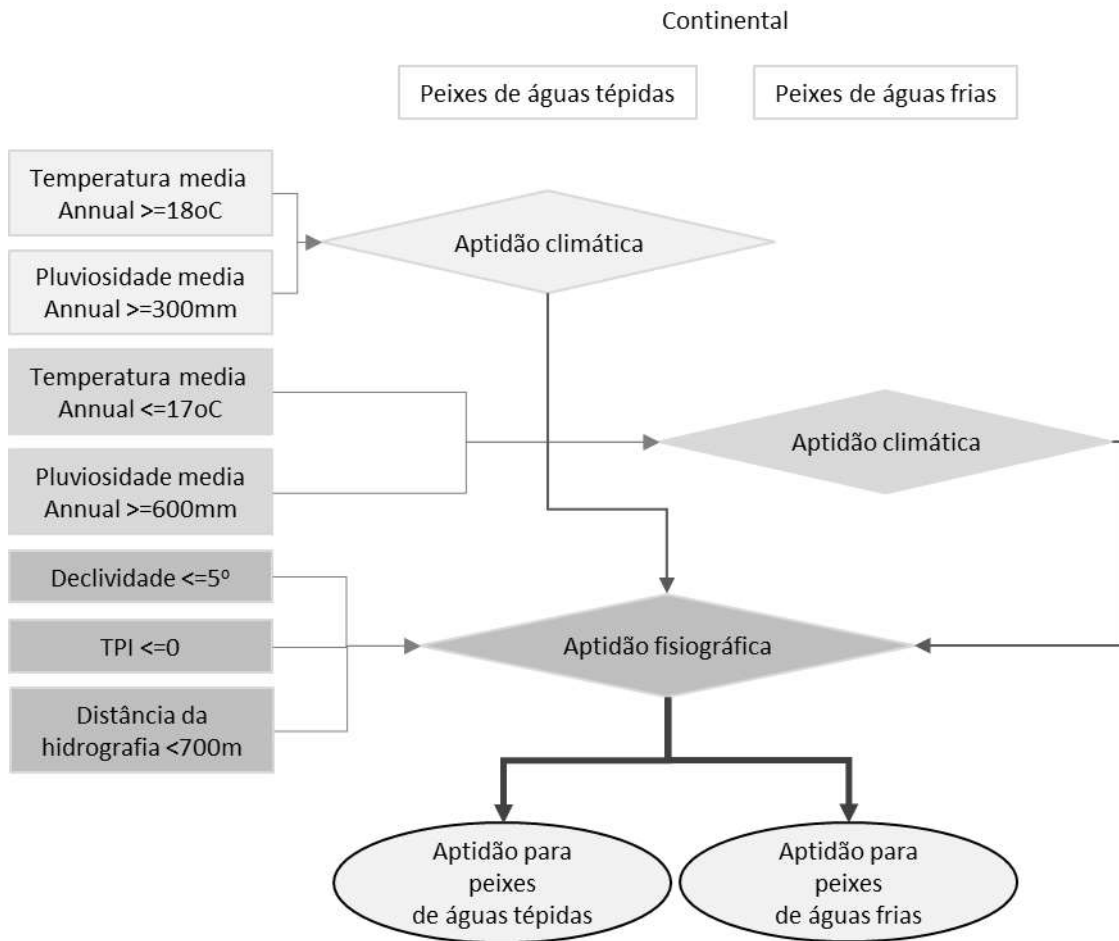 Continental
Peixes de águas tépidas
Peixes de águas frias
Temperatura media
Annual >=18oC
Aptidão climática
Pluviosidade media
Annual >=300mm
Temperatura media
Annual <=17oC
Aptidão climática
Pluviosidade media
Annual >=600mm
Declividade <=5º
TPI <=0
Aptidão fisiográfica
Distância da
hidrografia <700m
Aptidão para
peixes
de águas tépidas
Aptidão para
peixes
de águas frias